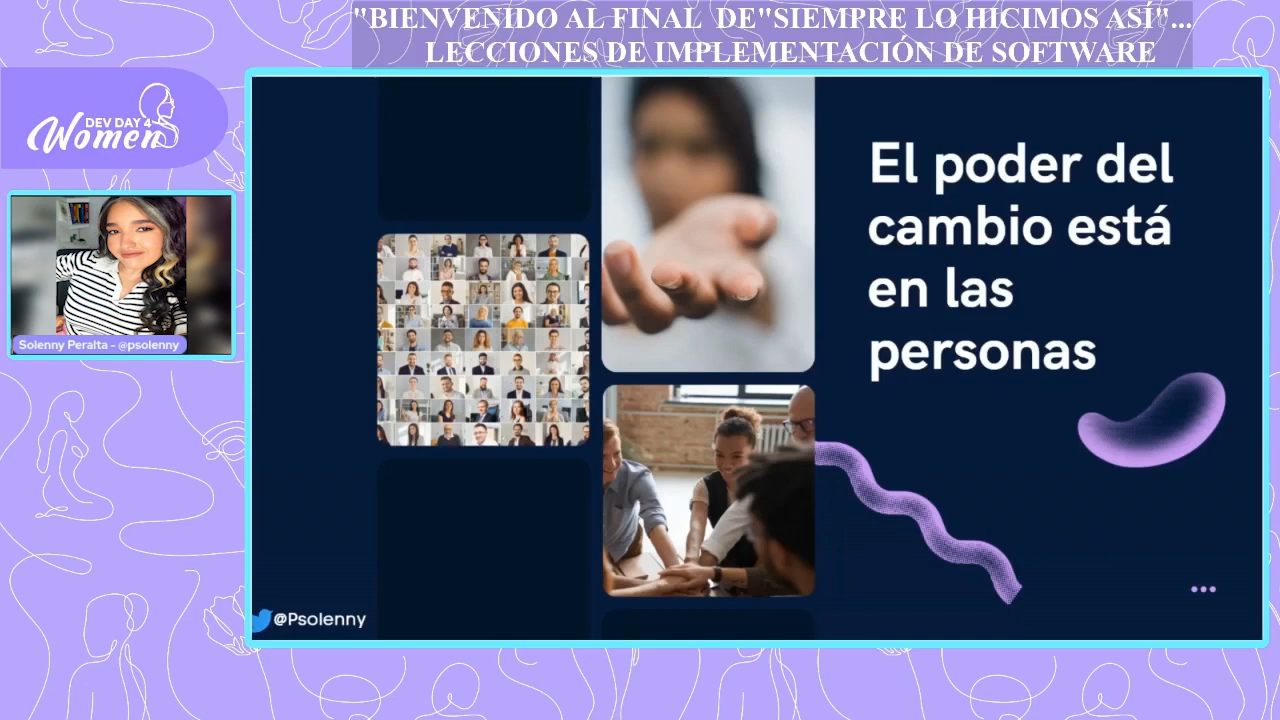 "BIENVENIDO AL FINAL  DE"SIEMPRE LO HICIMOS ASÍ"...
LECCIONES DE IMPLEMENTACIÓN DE SOFTWARE
DEV DAY 4
Women
Solenny Peralta - @psolenny
El poder del
cambio está
en las
personas
@Psolenny